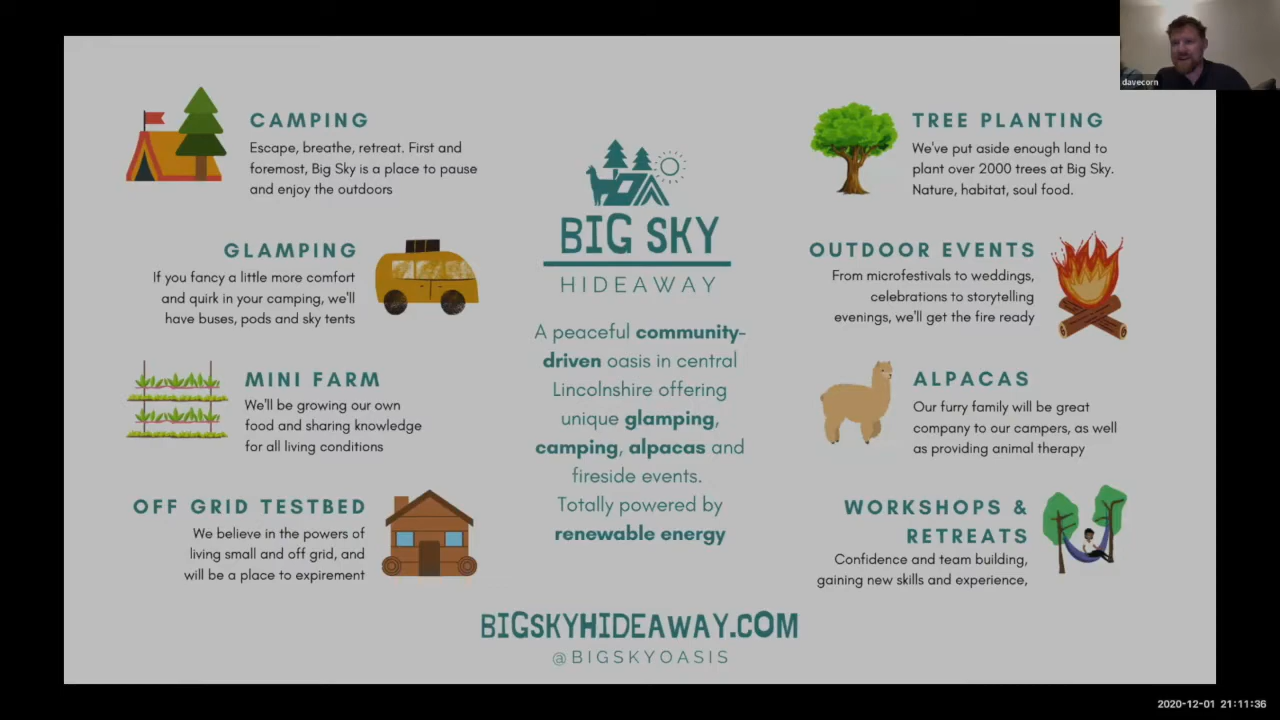 davecorn
CAMPING
Escape, breathe, retreat. First and
foremost, Big Sky is a place to pause
and enjoy the outdoors
GLAMPING
If you fancy a little more comfort
and quirk in your camping, we'll
have buses, pods and sky tents
MINI FARM
We'll be growing our own
food and sharing knowledge
for all living conditions
OFF GRID TESTBED
We believe in the powers of
living small and off grid, and
will be a place to expirement
BIG SKY
HIDEAWAY
A peaceful community-
driven oasis in central
Lincolnshire offering
unique glamping,
camping, alpacas and
fireside events.
Totally powered by
renewable energy
TREE PLANTING
We've put aside enough land to
plant over 2000 trees at Big Sky.
Nature, habitat, soul food.
OUTDOOR EVENTS
From microfestivals to weddings,
celebrations to storytelling
evenings, we'll get the fire ready
ALPACAS
Our furry family will be great
company to our campers, as well
as providing animal therapy
WORKSHOPS &
RETREATS
Confidence and team building,
gaining new skills and experience,
BIGSKYHIDEAWAY.COM
@BIGSKYOASIS
2020-12-01 21:11:36